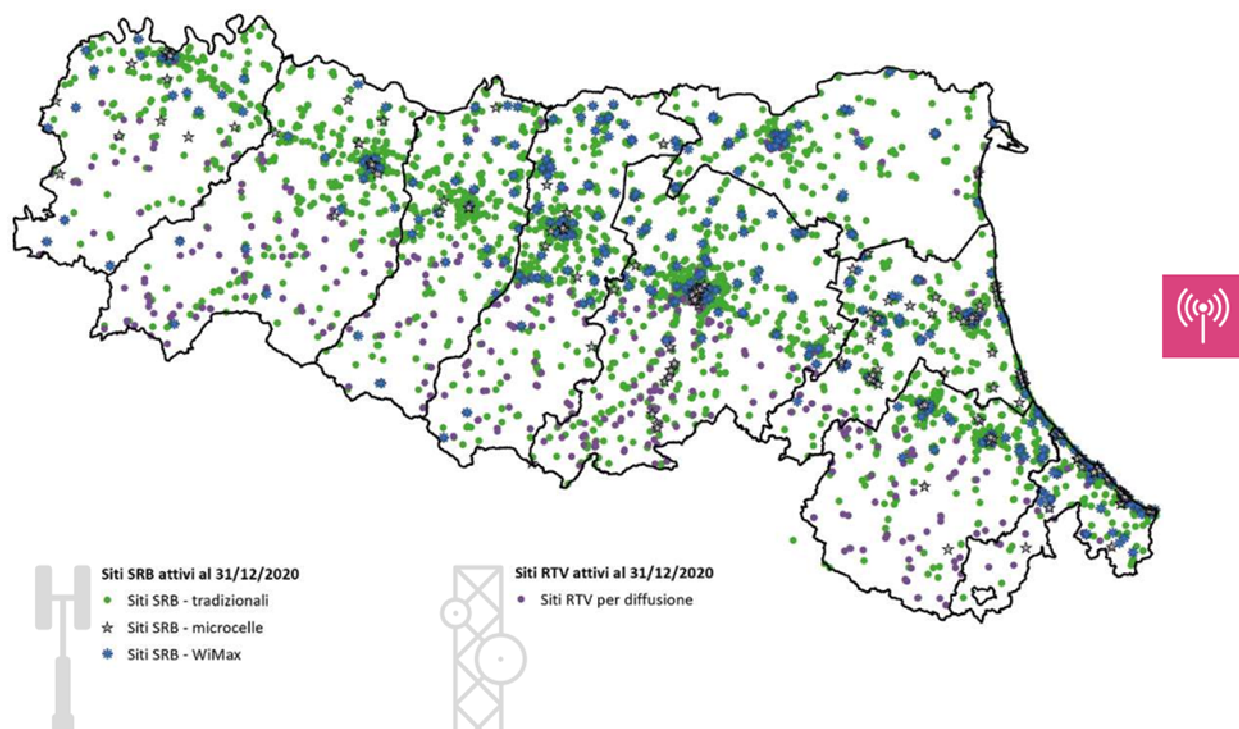 Siti SRB attivi al 31/12/2020
Siti SRB - tradizionali
Siti SRB - microcelle
Siti SRB - WiMax
Siti RTV attivi al 31/12/2020
Siti RTV per diffusione